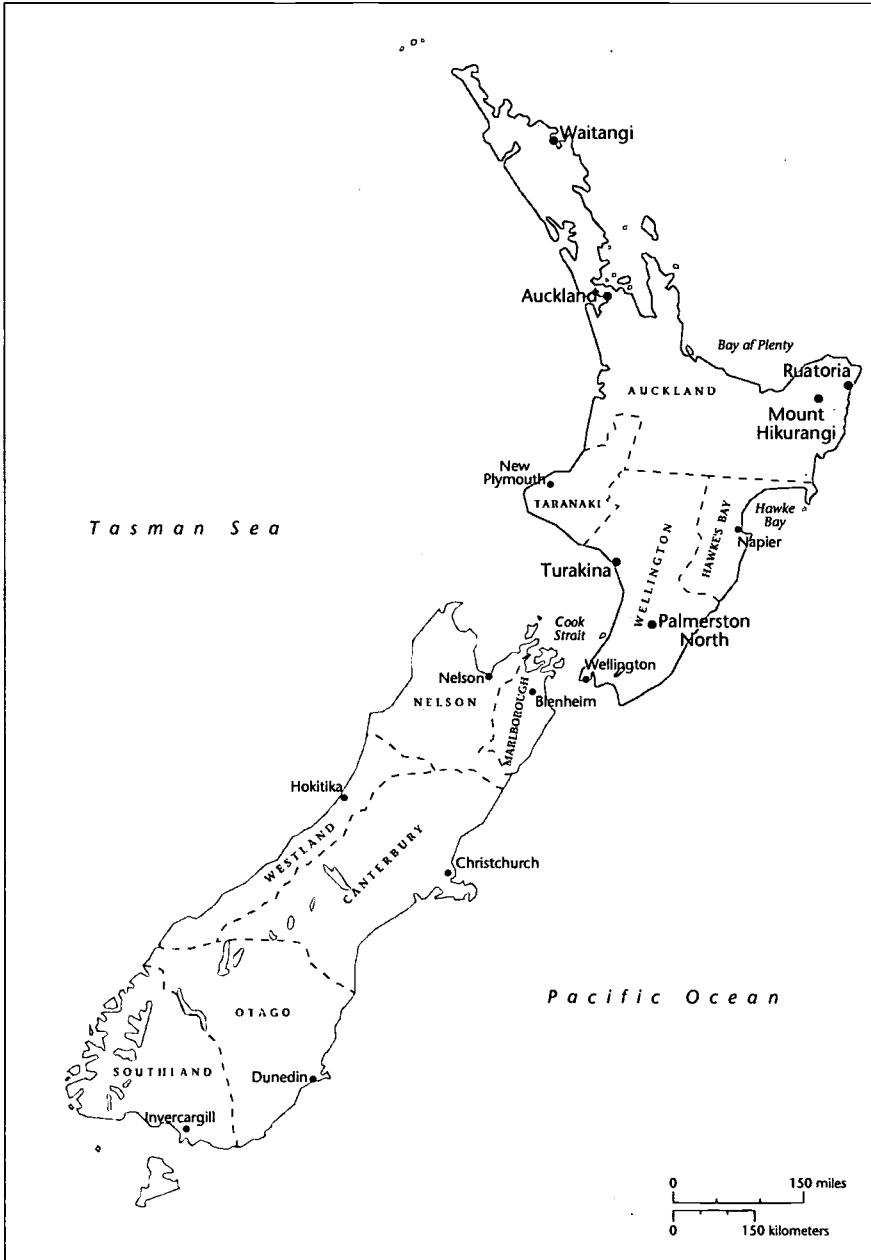 Waitangi
Auckland
Bay af Plenty
Ruatoria
AUCKLAND
Mount
Hikurangi
New
Plymouth
TARANAKI
Hawke
Bay
HAWKE'S BAY
Napier
Tasman Sea
WELLINGTON
Turakina
Cook
Strait
Palmerston
North
Wellington
Nelson
NELSON
MARLBOROUGH
Blenheim
Hokitika
WESTLAND
CANTERBURY
Christchurch
Pacific Ocean
OTAGO
SOUTHLAND
Dunedin
Invercargill
0 150 miles
0 150 kilometers